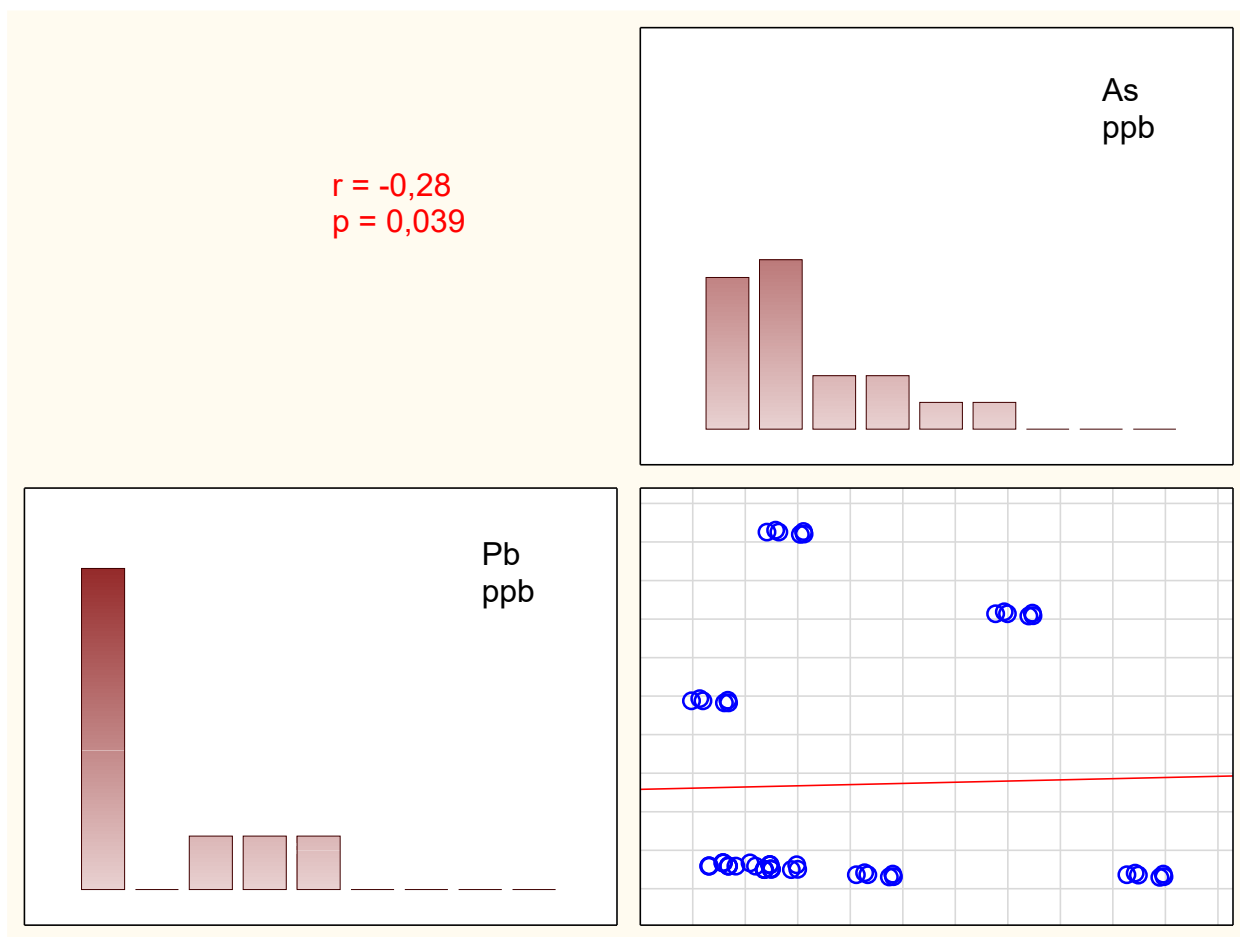 As
ppb
r = -0,28
p = 0,039
Pb
ppb